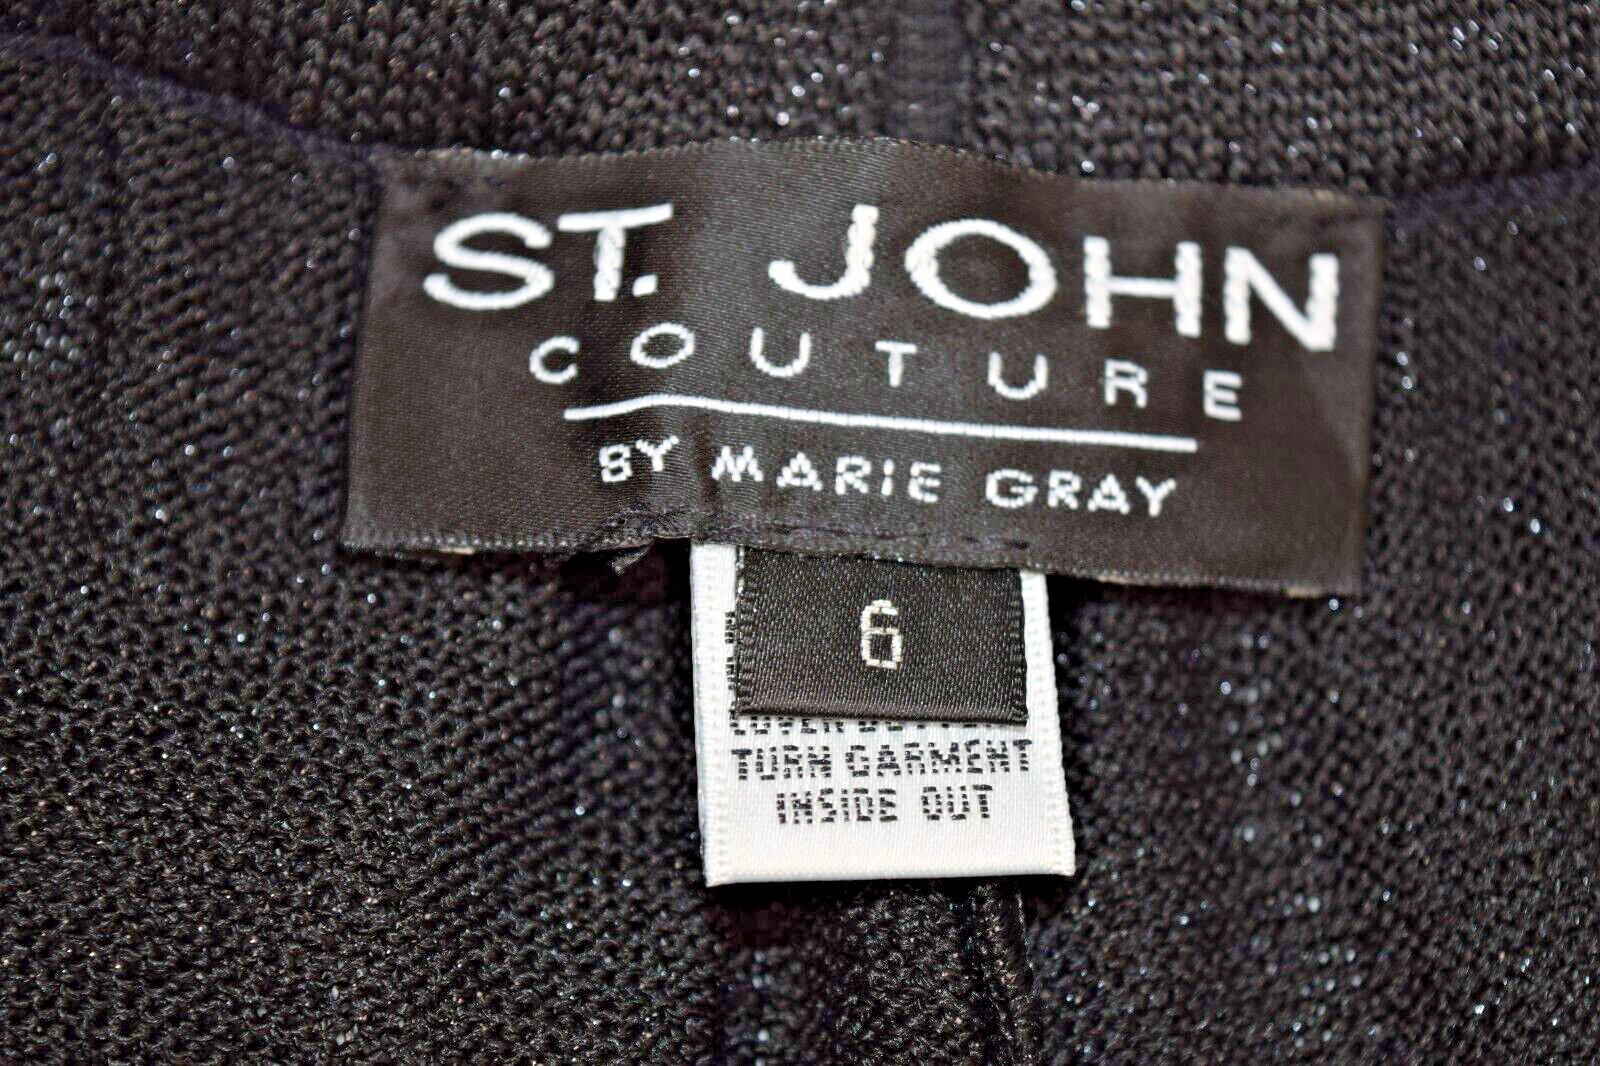 ST. JOHN
COUTURE
BY MARIE GRAY
6
TURN GARMENT
INSIDE OUT